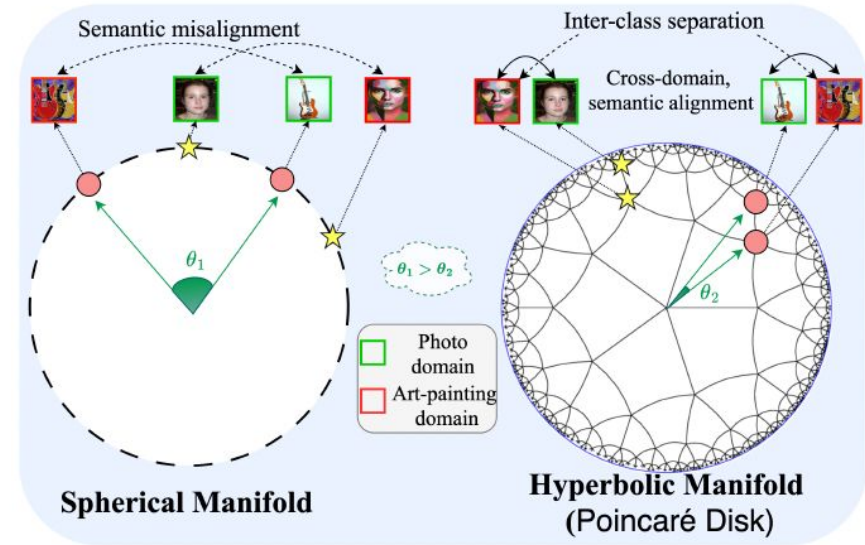 Semantic misalignment
Inter-class separation
Cross-domain,
semantic alignment
θ₁
θ₁ > θ₂
θ₂
Photo
domain
Art-painting
domain
Spherical Manifold
Hyperbolic Manifold
(Poincaré Disk)